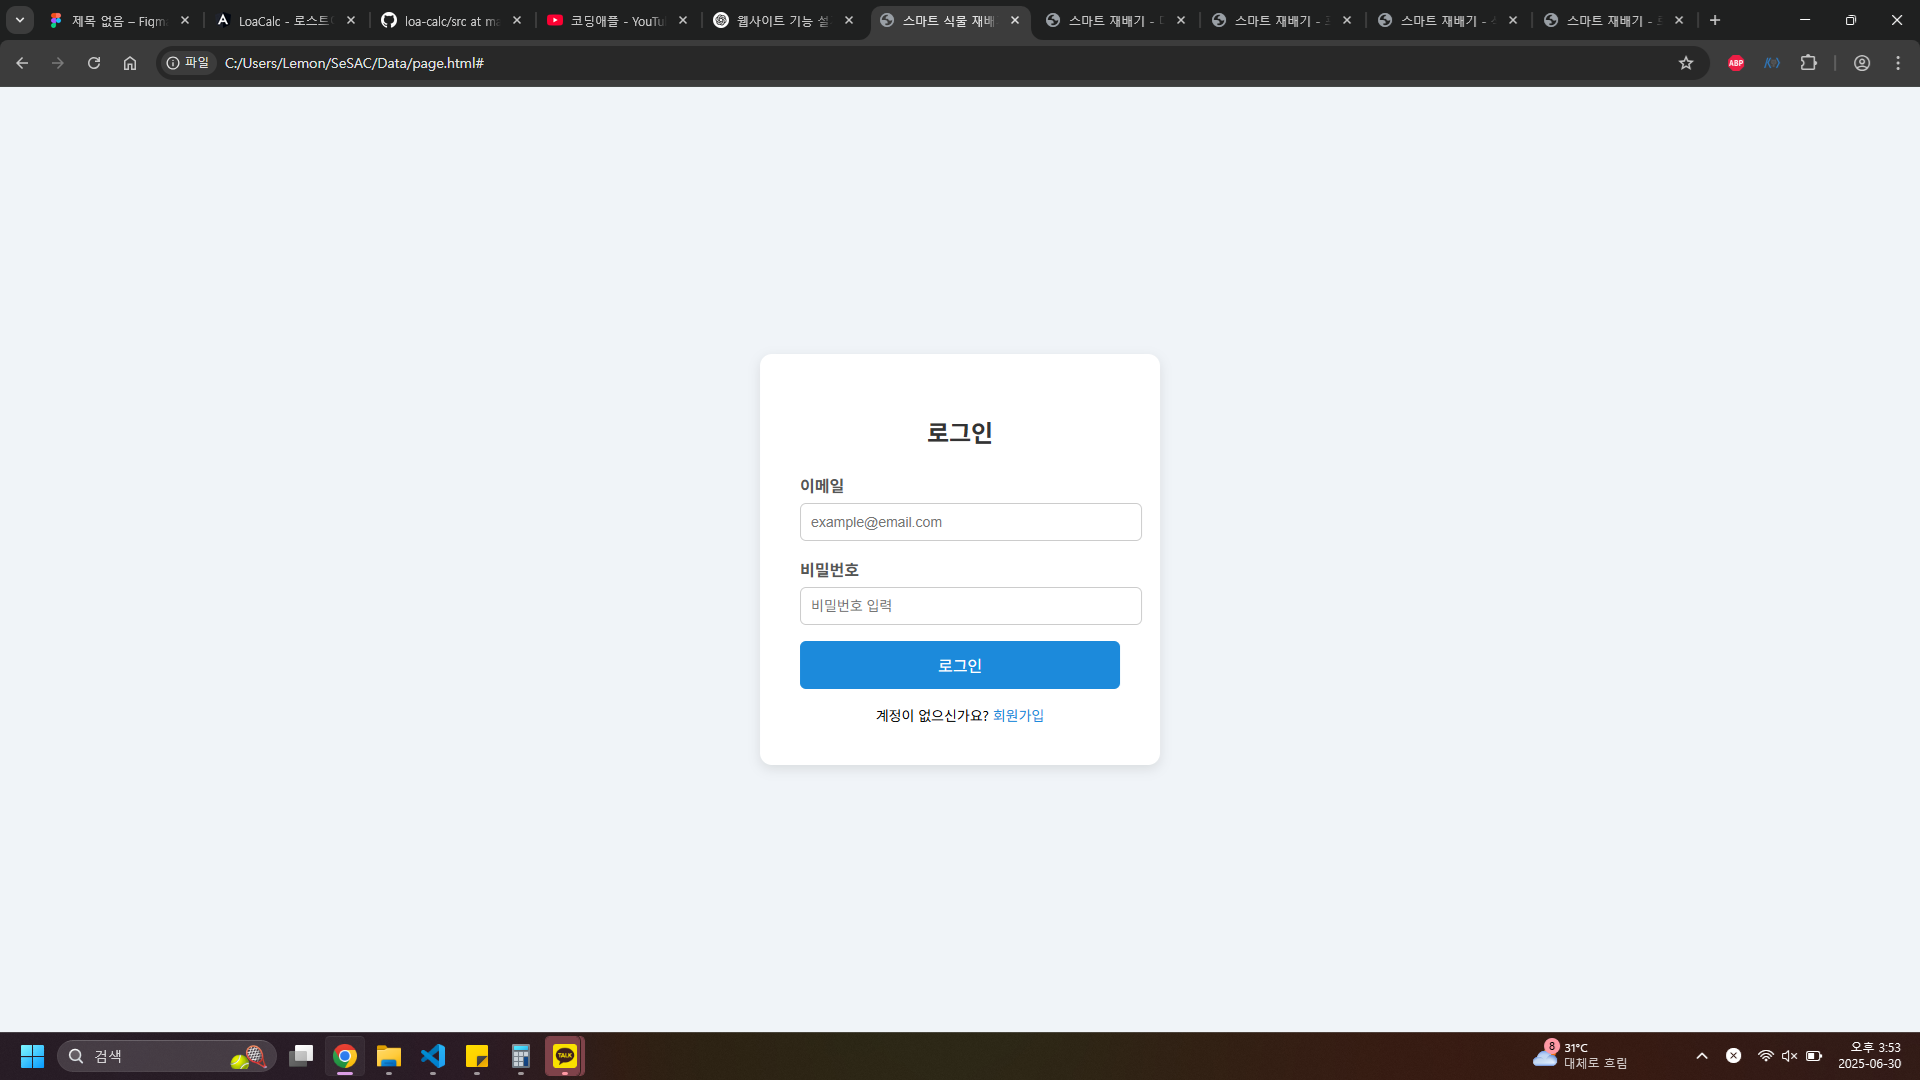 제목 없음 – Figma
LoaCalc - 로스트
loa-calc/src at ma
코딩애플 - YouTu
웹사이트 기능 설
스마트 식물 재배
스마트 재배기 -
스마트 재배기 -
스마트 재배기 -
스마트 재배기 -
파일
C:/Users/Lemon/SeSAC/Data/page.html#
ABP
로그인
이메일
example@email.com
비밀번호
비밀번호 입력
로그인
계정이 없으신가요? 회원가입
검색
TALK
8
31°C
대체로 흐림
오후 3:53
2025-06-30